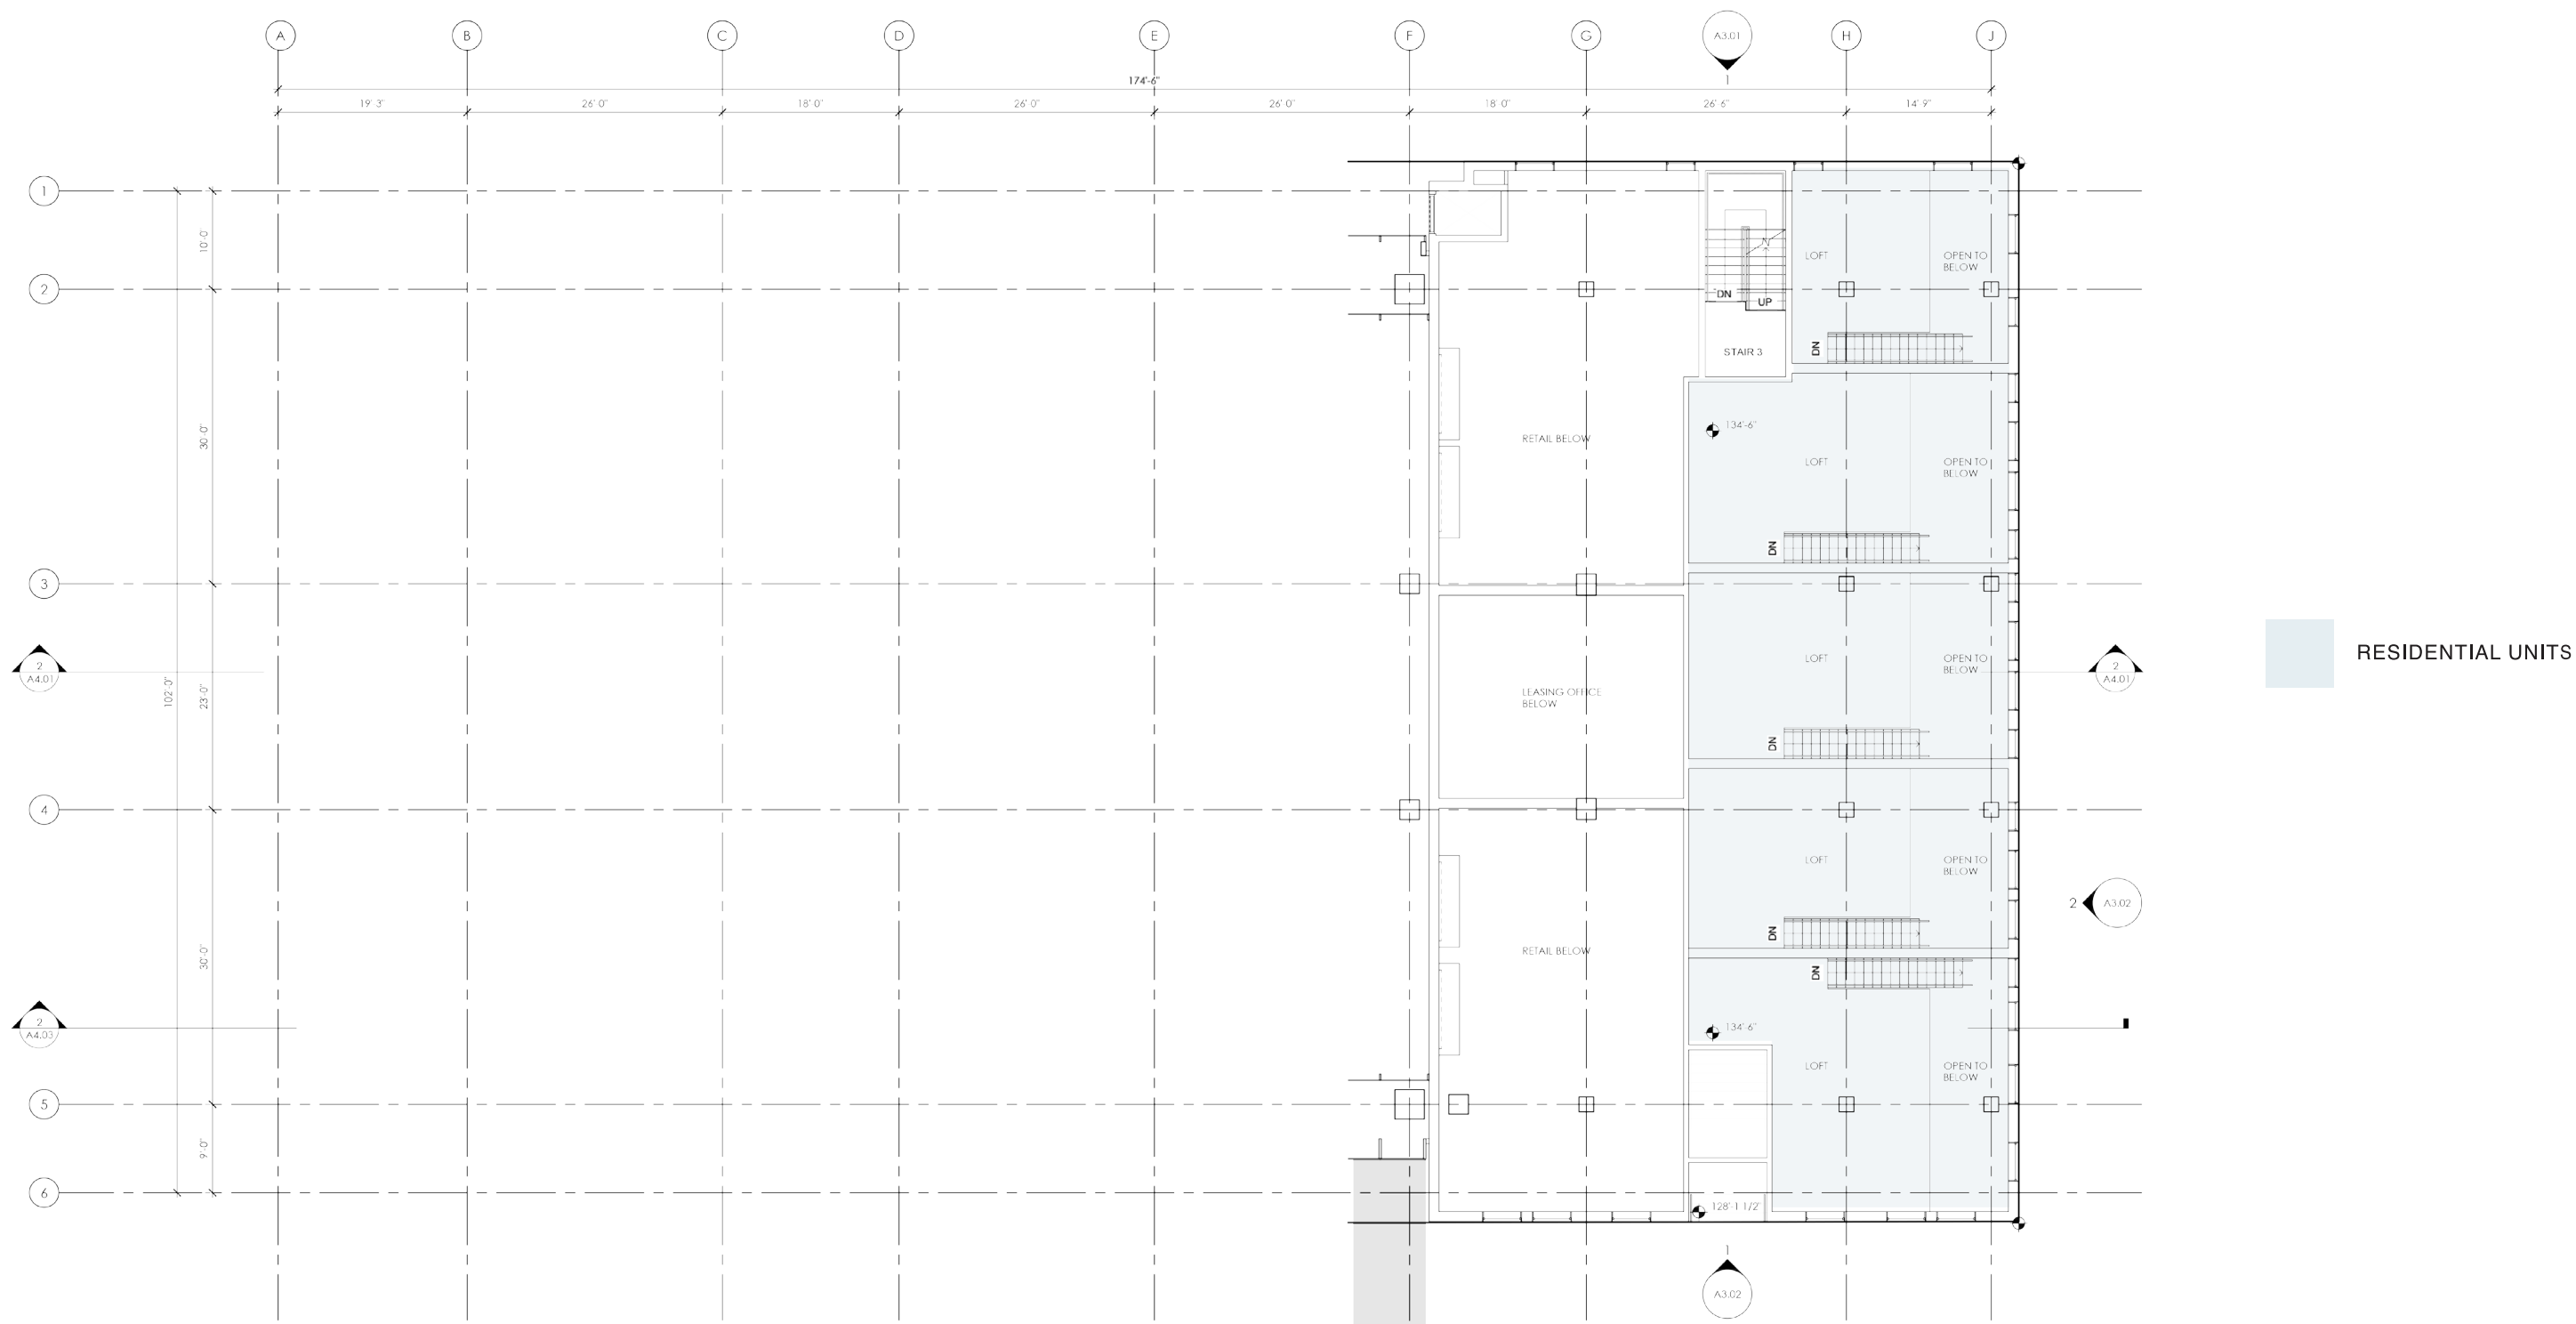 A B C D E F G A3.01 H J
1
174'-6"
19' 3" 26' 0" 18' 0" 26' 0" 26' 0" 18' 0" 26' 6" 14' 9"
1
10'-0"
LOFT
OPEN TO
BELOW
2
DN
UP
STAIR 3
DN
134'-6"
30'-0"
RETAIL BELOW
LOFT
OPEN TO
BELOW
DN
3
RESIDENTIAL UNITS
LOFT
OPEN TO
BELOW
2
A4.01
2
A4.01
102'-0"
23'-0"
LEASING OFFICE
BELOW
DN
4
LOFT
OPEN TO
BELOW
2
A3.02
DN
RETAIL BELOW
30'-0"
DN
2
A4.03
134'-6"
LOFT
OPEN TO
BELOW
5
9'-0"
6
128'-1 1/2"
1
A3.02